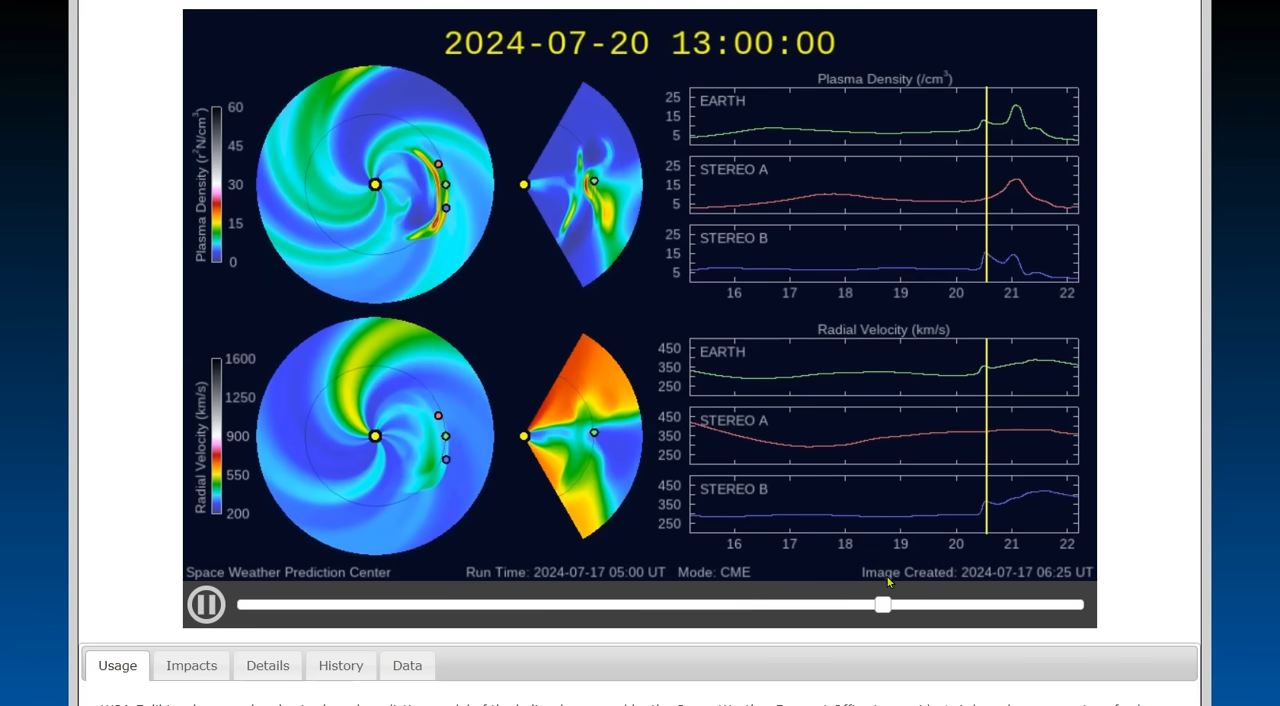 2024-07-20 13:00:00
Plasma Density (r²N/cm³)
60
45
30
15
0
Plasma Density (/cm³)
EARTH
25
15
5
STEREO A
25
15
5
STEREO B
25
15
5
16 17 18 19 20 21 22
Radial Velocity (km/s)
1600
1250
900
550
200
Radial Velocity (km/s)
EARTH
450
350
250
STEREO A
450
350
250
STEREO B
450
350
250
16 17 18 19 20 21 22
Space Weather Prediction Center Run Time: 2024-07-17 05:00 UT Mode: CME Image Created: 2024-07-17 06:25 UT
Usage Impacts Details History Data